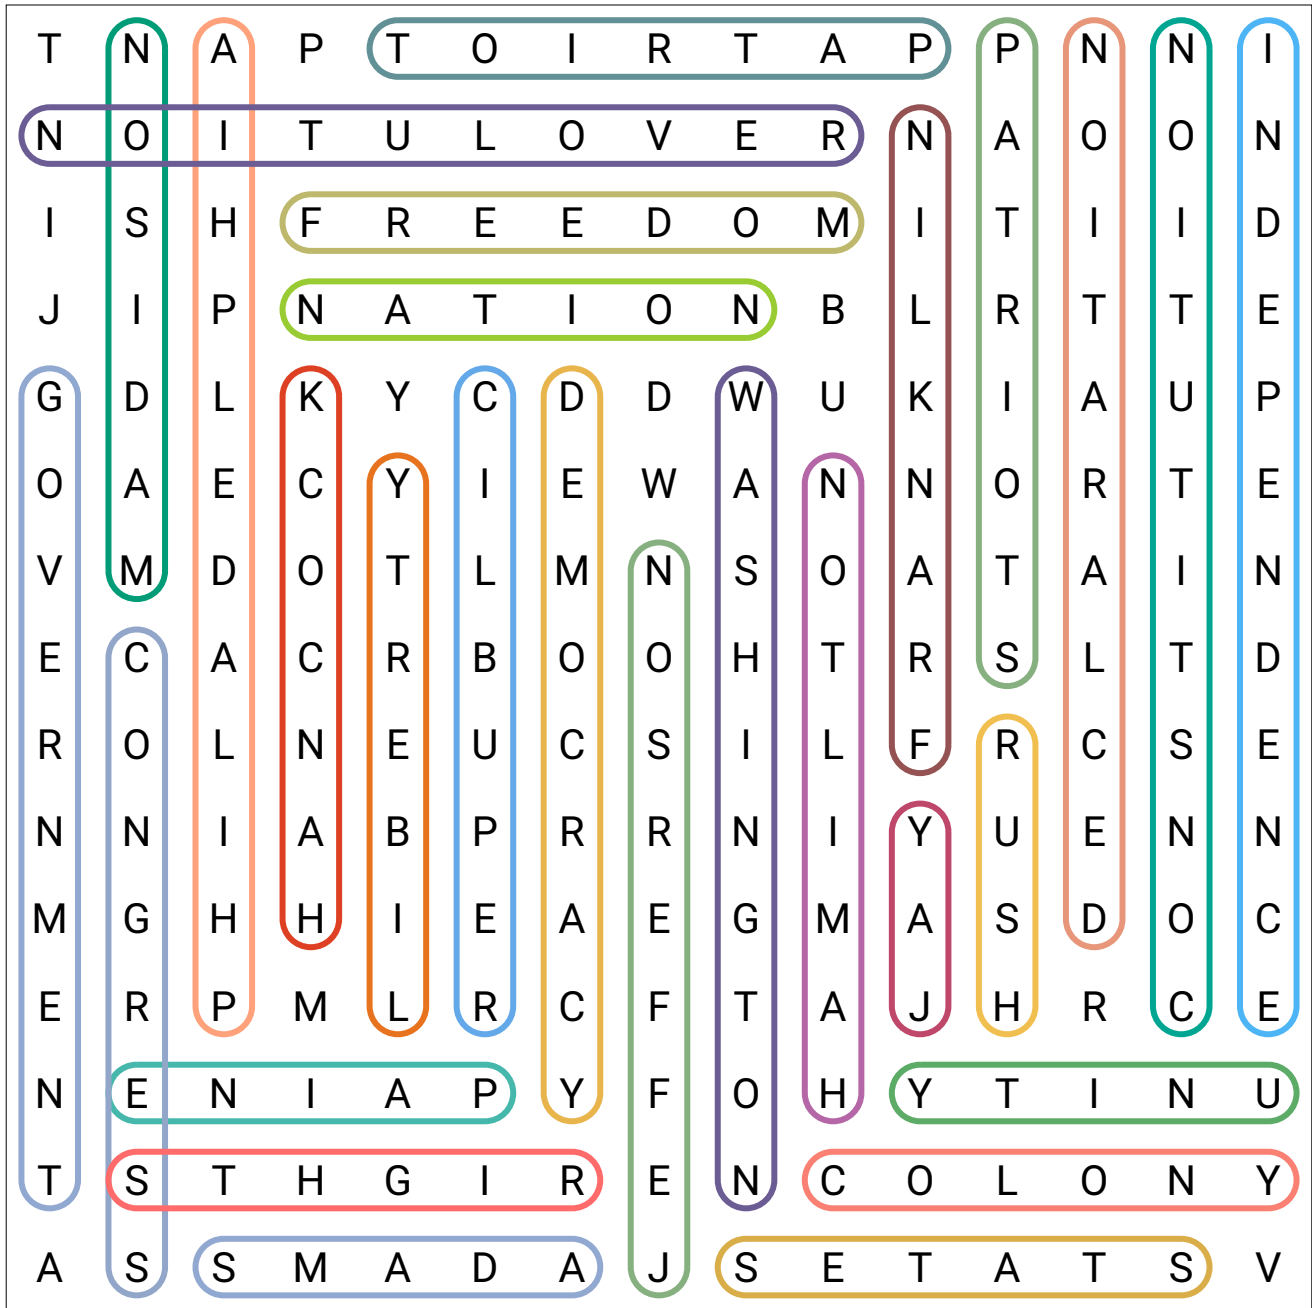 T N A P T O I R T A P P N N I
N O I T U L O V E R N A O O N
I S H F R E E D O M I T I I D
J I P N A T I O N B L R T T E
G D L K Y C D D W U K I A U P
O A E C Y I E W A N N O R T E
V M D O T L M N S O A T A I N
E C A C R B O O H T R S L T D
R O L N E U C S I L F R C S E
N N I A B P R R N I Y U E N N
M G H H I E A E G M A S D O C
E R P M L R C F T A J H R C E
N E N I A P Y F O H Y T I N U
T S T H G I R E N C O L O N Y
A S S M A D A J S E T A T S V